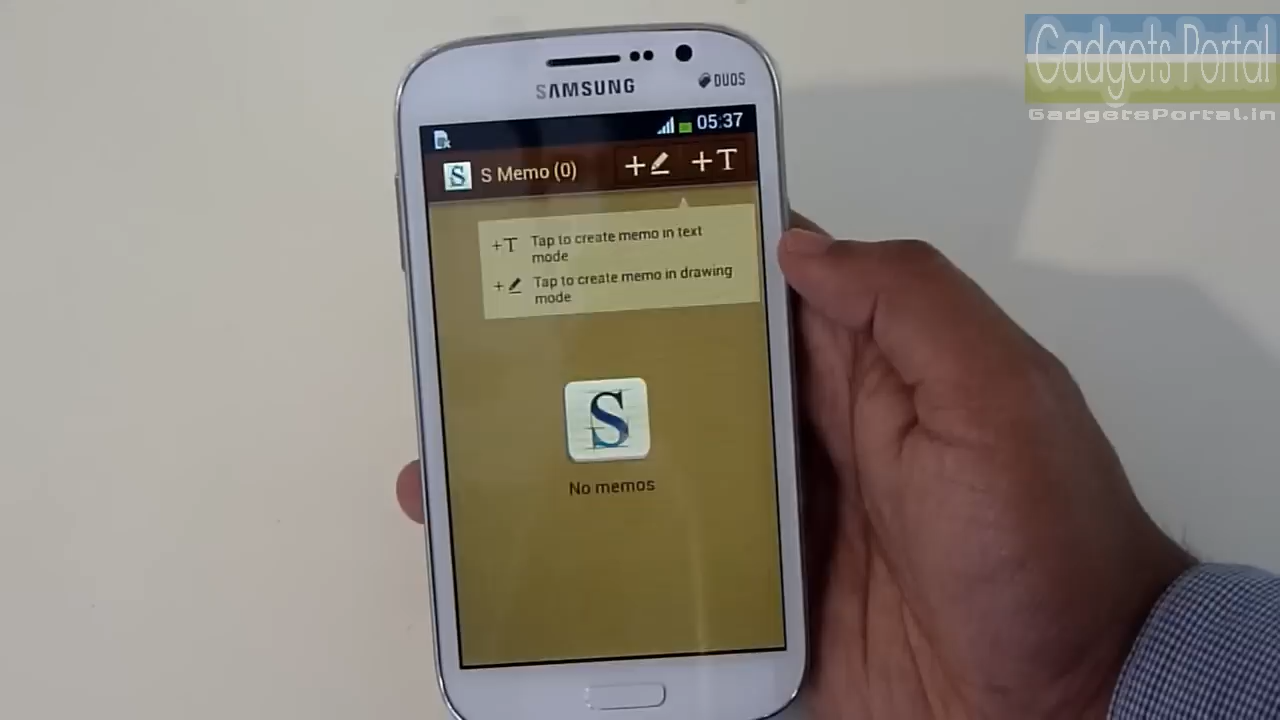 Gadgets Portal
GadgetsPortal.in
SAMSUNG
DUOS
05:37
S
S Memo (0)
+
+T
+T Tap to create memo in text
mode
+ Tap to create memo in drawing
mode
S
No memos